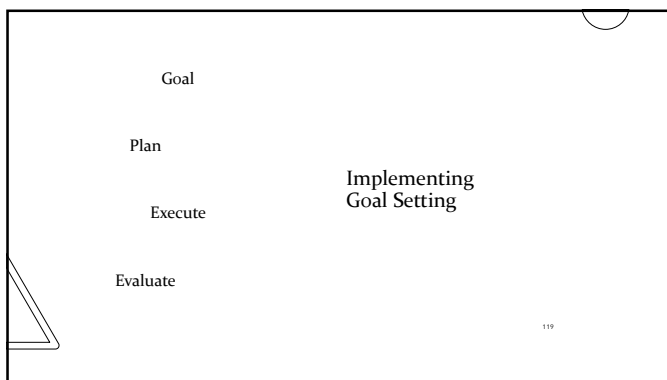 Goal
Plan
Execute
Evaluate
Implementing
Goal Setting
119